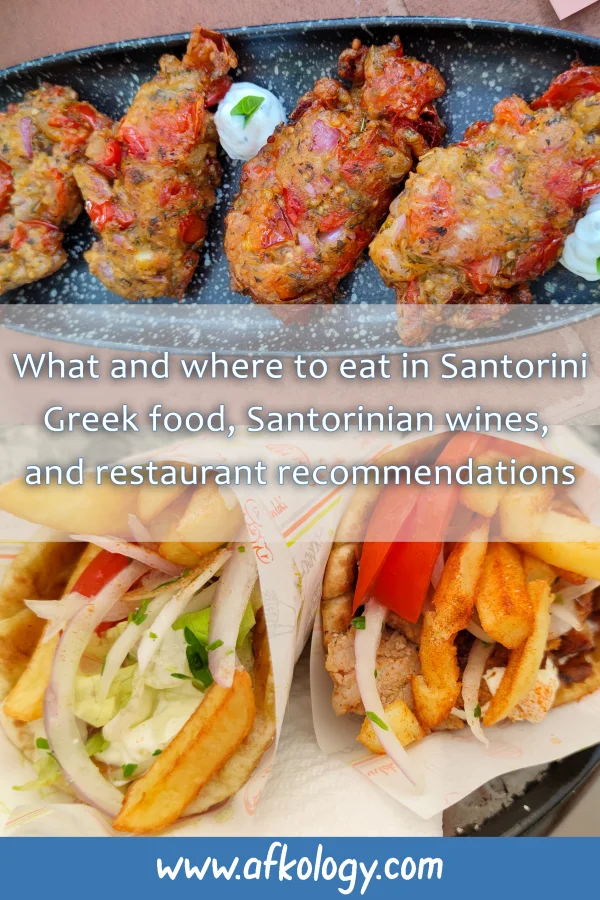 What and where to eat in Santorini
Greek food, Santorinian wines,
and restaurant recommendations
www.afkology.com